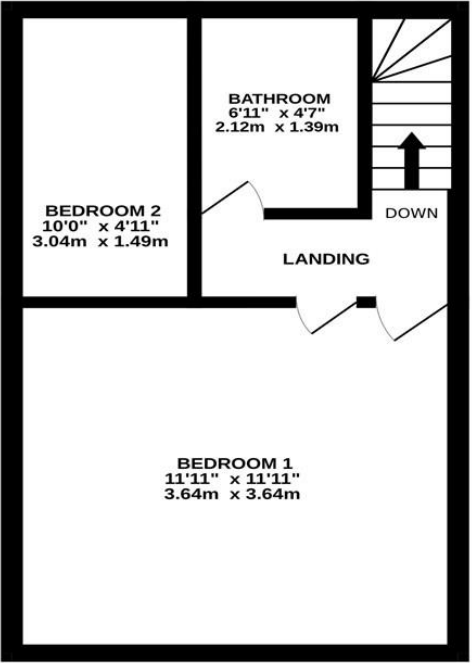 BATHROOM
6'11" x 4'7"
2.12m x 1.39m
BEDROOM 2
10'0" x 4'11"
3.04m x 1.49m
DOWN
LANDING
BEDROOM 1
11'11" x 11'11"
3.64m x 3.64m